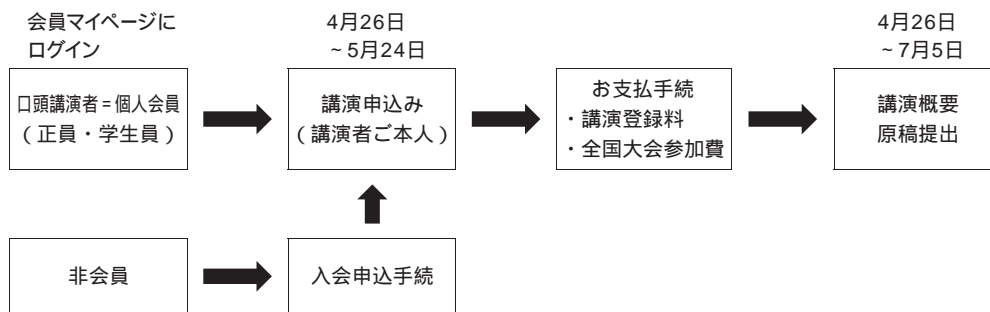 会員マイページに
ログイン
4月26日
~5月24日
4月26日
~7月5日
口頭講演者=個人会員
(正員・学生員)
講演申込み
(講演者ご本人)
お支払手続
・講演登録料
・全国大会参加費
講演概要
原稿提出
非会員
入会申込手続